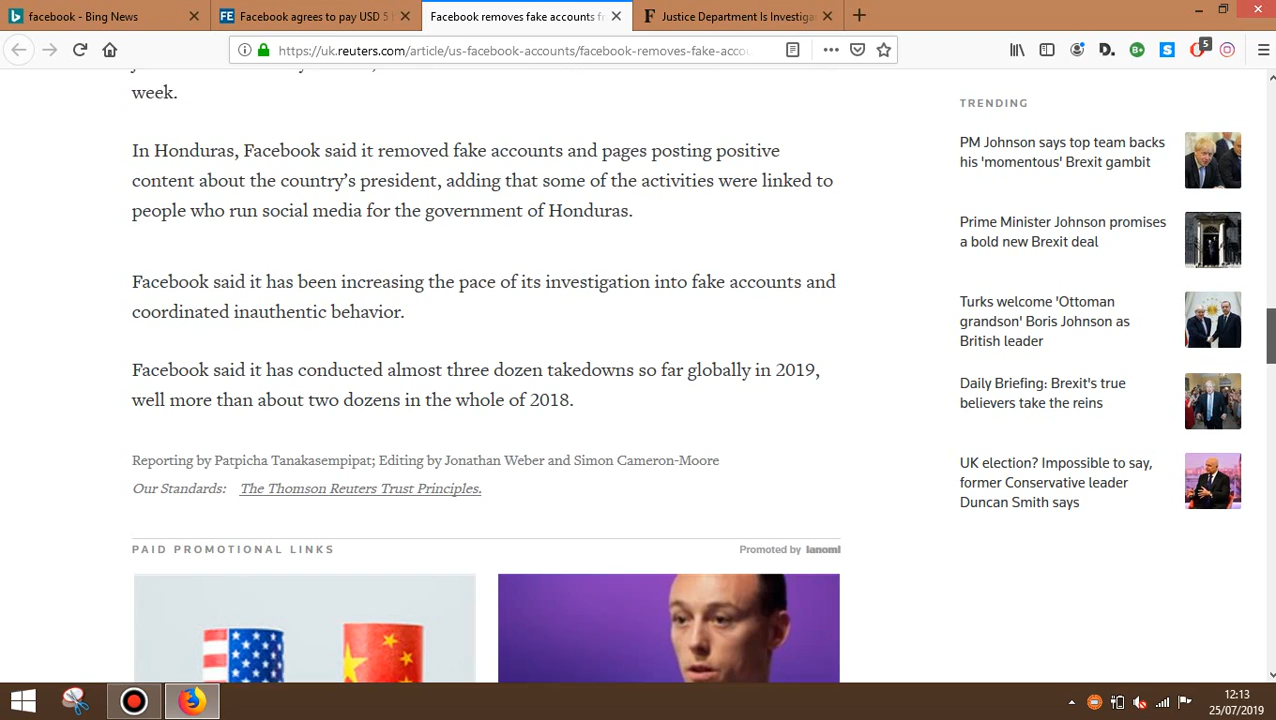 facebook - Bing News
Facebook agrees to pay USD 5
Facebook removes fake accounts fr
Justice Department Is Investiga
https://uk.reuters.com/article/us-facebook-accounts/facebook-removes-fake-acco
5
week.
In Honduras, Facebook said it removed fake accounts and pages posting positive
content about the country’s president, adding that some of the activities were linked to
people who run social media for the government of Honduras.
Facebook said it has been increasing the pace of its investigation into fake accounts and
coordinated inauthentic behavior.
Facebook said it has conducted almost three dozen takedowns so far globally in 2019,
well more than about two dozens in the whole of 2018.
Reporting by Patpicha Tanakasempipat; Editing by Jonathan Weber and Simon Cameron-Moore
Our Standards: The Thomson Reuters Trust Principles.
PAID PROMOTIONAL LINKS
Promoted by
TRENDING
PM Johnson says top team backs
his 'momentous' Brexit gambit
Prime Minister Johnson promises
a bold new Brexit deal
Turks welcome 'Ottoman
grandson' Boris Johnson as
British leader
Daily Briefing: Brexit's true
believers take the reins
UK election? Impossible to say,
former Conservative leader
Duncan Smith says
12:13
25/07/2019